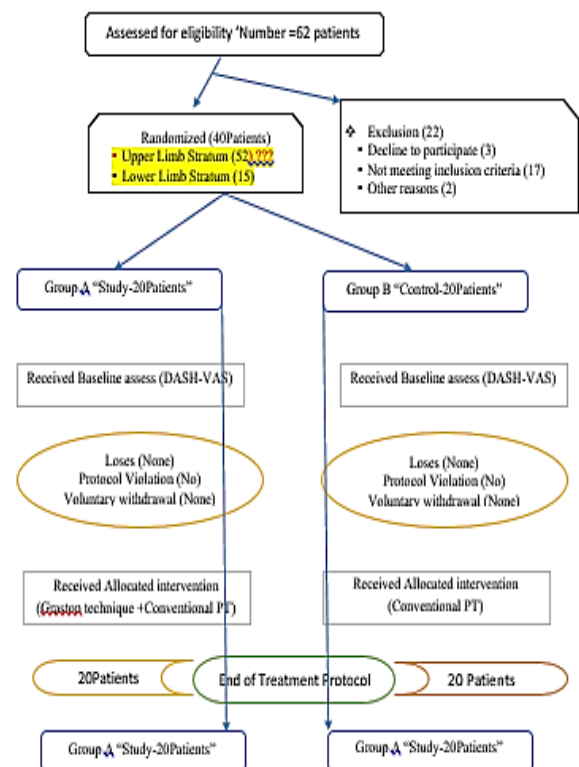 Assessed for eligibility ‘Number =62 patients
Randomized (40Patients)
▪ Upper Limb Stratum (52).???
▪ Lower Limb Stratum (15)
❖ Exclusion (22)
▪ Decline to participate (3)
▪ Not meeting inclusion criteria (17)
▪ Other reasons (2)
Group A “Study-20Patients”
Group B “Control-20Patients”
Received Baseline assess (DASH-VAS)
Received Baseline assess (DASH-VAS)
Loses (None)
Protocol Violation (No)
Voluntary withdrawal (None)
Loses (None)
Protocol Violation (No)
Voluntary withdrawal (None)
Received Allocated intervention
(Graston technique +Conventional PT)
Received Allocated intervention
(Conventional PT)
20Patients
End of Treatment Protocol
20 Patients
Group A “Study-20Patients”
Group A “Study-20Patients”